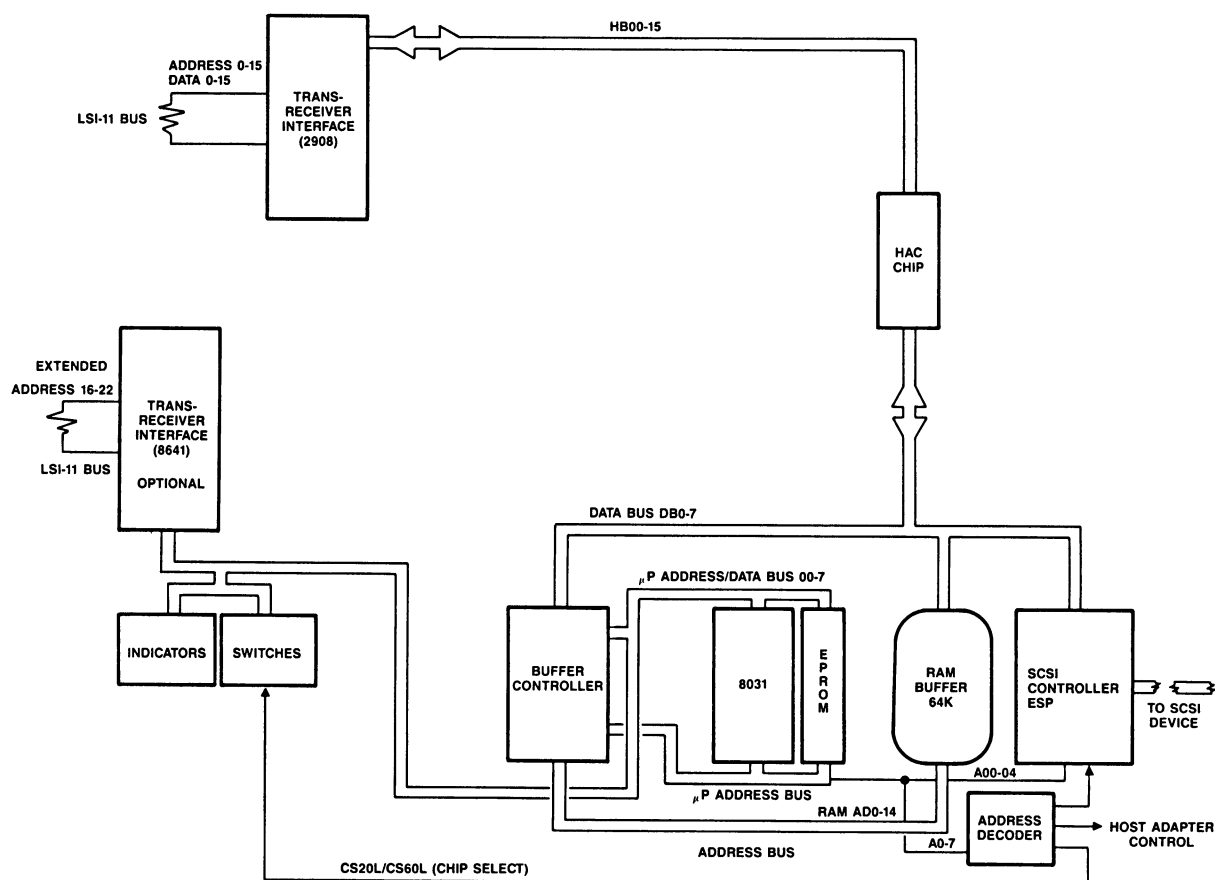 HB00-15
ADDRESS 0-15
DATA 0-15
LSI-11 BUS
TRANS-
RECEIVER
INTERFACE
(2908)
HAC
CHIP
EXTENDED
ADDRESS 16-22
LSI-11 BUS
TRANS-
RECEIVER
INTERFACE
(8641)
OPTIONAL
DATA BUS DB0-7
μP ADDRESS/DATA BUS 00-7
INDICATORS
SWITCHES
BUFFER
CONTROLLER
8031
EPROM
RAM
BUFFER
64K
SCSI
CONTROLLER
ESP
TO SCSI
DEVICE
A00-04
μP ADDRESS BUS
RAM AD0-14
ADDRESS
DECODER
HOST ADAPTER
CONTROL
A0-7
ADDRESS BUS
CS20L/CS60L (CHIP SELECT)